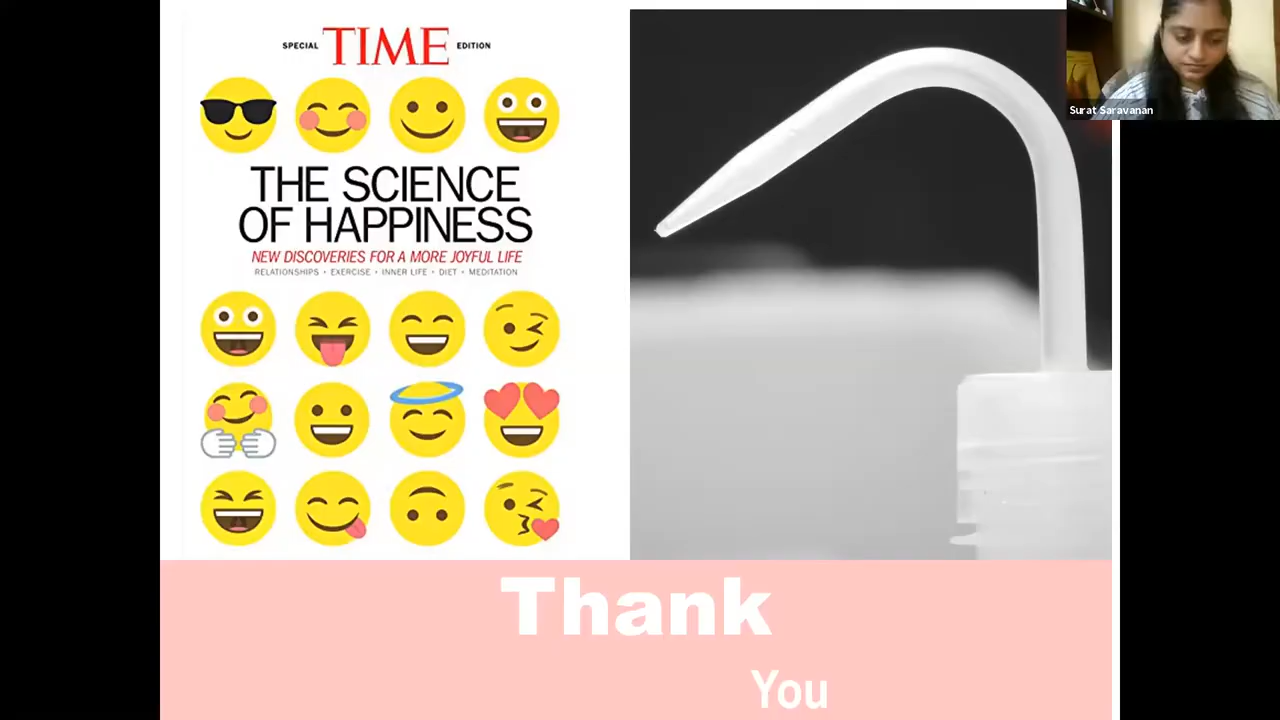 SPECIAL TIME EDITION
THE SCIENCE
OF HAPPINESS
NEW DISCOVERIES FOR A MORE JOYFUL LIFE
RELATIONSHIPS • EXERCISE • INNER LIFE • DIET • MEDITATION
Surat Saravanan
Thank
You